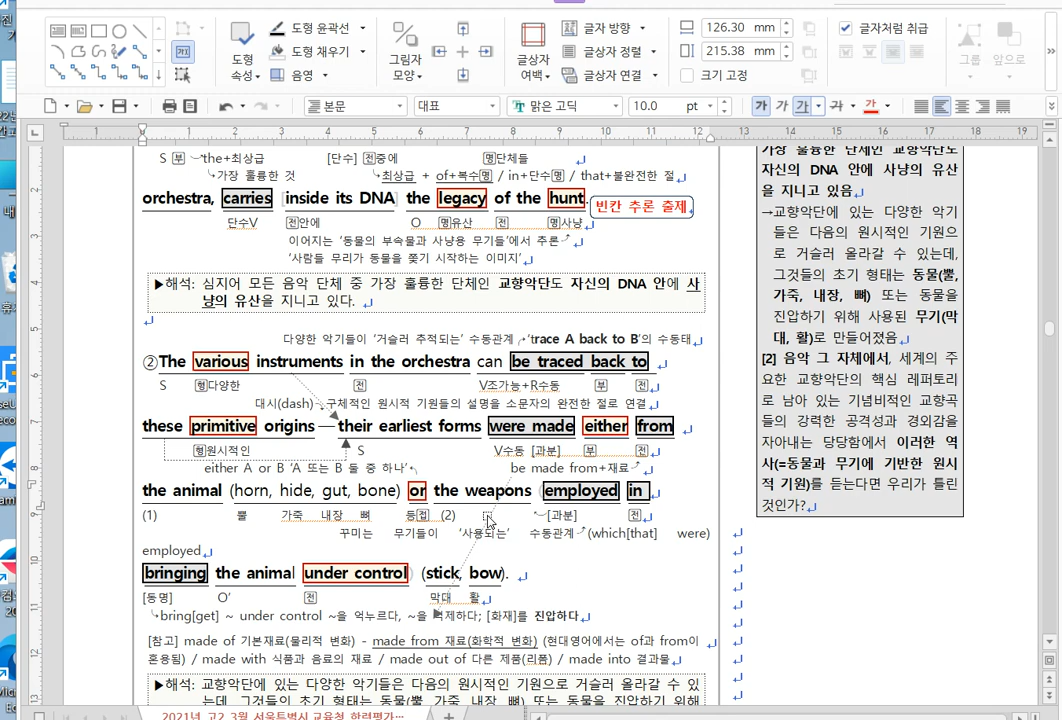 도형 윤곽선
도형 채우기
음영
도형
속성
그림자
모양
글상자
여백
글자 방향
글상자 정렬
글상자 연결
126.30 mm
215.38 mm
크기 고정
글자처럼 취급
그룹
앞으로
본문
대표
맑은 고딕
10.0 pt
가 가 가 가 가
1 1 2 3 4 5 6 7 8 9 10 11 12 13 14 15 16 17 18 19
S 부 the+최상급 [단수] 전중에 명단체들
가장 훌륭한 것 최상급 + of+복수명 / in+단수명 / that+불완전한 절
orchestra, carries [inside its DNA] the legacy of the hunt. 빈칸 추론 출제
단수V 전안에 O 명유산 전 명사냥
이어지는 '동물의 부속물과 사냥용 무기들'에서 추론
'사람들 무리가 동물을 쫓기 시작하는 이미지'
▶해석: 심지어 모든 음악 단체 중 가장 훌륭한 단체인 교향악단도 자신의 DNA 안에 사
냥의 유산을 지니고 있다.
다양한 악기들이 '거슬러 추적되는' 수동관계 'trace A back to B'의 수동태
②The various instruments in the orchestra can be traced back to
S 형다양한 전 V조가능+R수동 부 전
대시(dash) 구체적인 원시적 기원들의 설명을 소문자의 완전한 절로 연결
these primitive origins ― their earliest forms were made either from
형원시적인 S V수동 [과분] 부 전
either A or B 'A 또는 B 둘 중 하나' be made from+재료
the animal (horn, hide, gut, bone) or the weapons (employed in
(1) 뿔 가죽 내장 뼈 등접 (2) [과분] 전
꾸미는 무기들이 '사용되는' 수동관계 (which[that] were)
employed
bringing the animal under control) (stick, bow).
[동명] O' 전 막대 활
bring[get] ~ under control ~을 억누르다, ~을 억제하다; [화재]를 진압하다
[참고] made of 기본재료(물리적 변화) - made from 재료(화학적 변화) (현대영어에서는 of과 from이
혼용됨) / made with 식품과 음료의 재료 / made out of 다른 제품(리폼) / made into 결과물
▶해석: 교향악단에 있는 다양한 악기들은 다음의 원시적인 기원으로 거슬러 올라갈 수 있
는데, 그것들의 초기 형태는 동물(뿔, 가죽, 내장, 뼈) 또는 동물을 진압하기 위해
가장 훌륭한 단체인 교향악단도
자신의 DNA 안에 사냥의 유산
을 지니고 있음
→교향악단에 있는 다양한 악기
들은 다음의 원시적인 기원으
로 거슬러 올라갈 수 있는데,
그것들의 초기 형태는 동물(뿔,
가죽, 내장, 뼈) 또는 동물을
진압하기 위해 사용된 무기(막
대, 활)로 만들어졌음
[2] 음악 그 자체에서, 세계의 주
요한 교향악단의 핵심 레퍼토리
로 남아 있는 기념비적인 교향곡
들의 강력한 공격성과 경외감을
자아내는 당당함에서 이러한 역
사(=동물과 무기에 기반한 원시
적 기원)를 듣는다면 우리가 틀린
것인가?
2021년 고2 3월 서울특별시 교육청 학력평가…